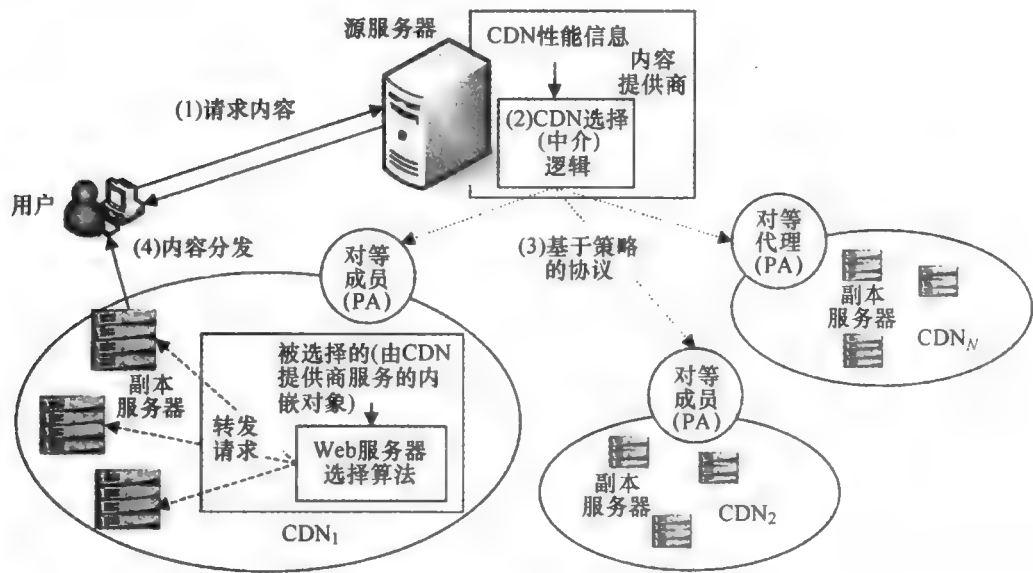 源服务器
CDN性能信息
内容
提供商
(1)请求内容
(2)CDN选择
(中介)
逻辑
用户
(4)内容分发
对等
成员
(PA)
(3)基于策略
的协议
对等
代理
(PA)
副本
服务器
CDN_N
被选择的(由CDN
提供商服务的内
嵌对象)
副本
服务器
转发
请求
Web服务器
选择算法
CDN₁
对等
成员
(PA)
副本
服务器
CDN₂